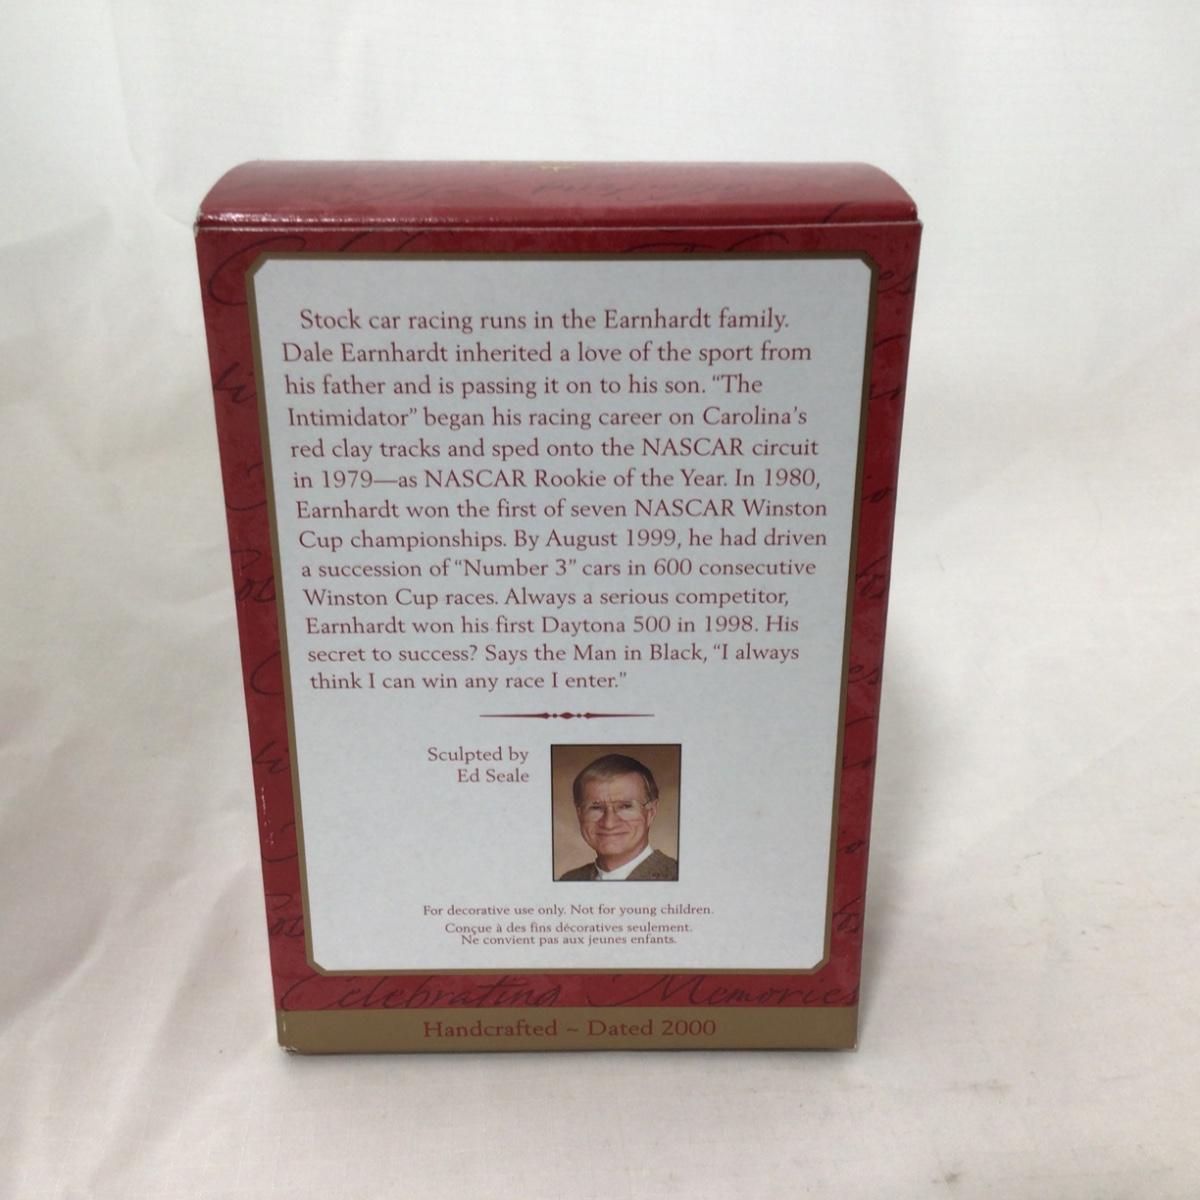 Stock car racing runs in the Earnhardt family.
Dale Earnhardt inherited a love of the sport from
his father and is passing it on to his son. “The
Intimidator” began his racing career on Carolina’s
red clay tracks and sped onto the NASCAR circuit
in 1979—as NASCAR Rookie of the Year. In 1980,
Earnhardt won the first of seven NASCAR Winston
Cup championships. By August 1999, he had driven
a succession of “Number 3” cars in 600 consecutive
Winston Cup races. Always a serious competitor,
Earnhardt won his first Daytona 500 in 1998. His
secret to success? Says the Man in Black, “I always
think I can win any race I enter.”
Sculpted by
Ed Seale
For decorative use only. Not for young children.
Conçue à des fins décoratives seulement.
Ne convient pas aux jeunes enfants.
Celebrating Memories
Handcrafted ~ Dated 2000